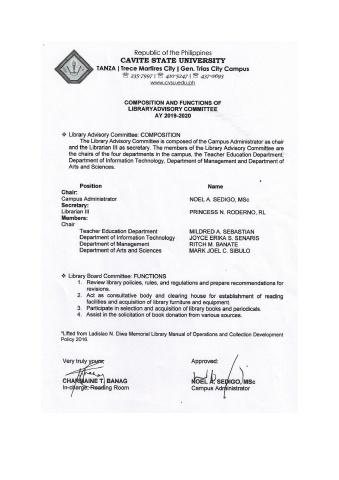 Republic of the Philippines
CAVITE STATE UNIVERSITY
TANZA | Trece Martires City | Gen. Trias City Campus
☏ 235-7997 | ☏ 410-5247 | ☏ 437-0693
www.cvsu.edu.ph
COMPOSITION AND FUNCTIONS OF
LIBRARYADVISORY COMMITTEE
AY 2019-2020
❖ Library Advisory Committee: COMPOSITION
The Library Advisory Committee is composed of the Campus Administrator as chair
and the Librarian III as secretary. The members of the Library Advisory Committee are
the chairs of the four departments in the campus, the Teacher Education Department;
Department of Information Technology, Department of Management and Department of
Arts and Sciences.
Position Name
Chair:
Campus Administrator NOEL A. SEDIGO, MSc
Secretary:
Librarian III PRINCESS N. RODERNO, RL
Members:
Chair
Teacher Education Department MILDRED A. SEBASTIAN
Department of Information Technology JOYCE ERIKA S. SENARIS
Department of Management RITCH M. BANATE
Department of Arts and Sciences MARK JOEL C. SIBULO
❖ Library Board Committee: FUNCTIONS
1. Review library policies, rules, and regulations and prepare recommendations for
revisions.
2. Act as consultative body and clearing house for establishment of reading
facilities and acquisition of library furniture and equipment.
3. Participate in selection and acquisition of library books and periodicals.
4. Assist in the solicitation of book donation from various sources.
*Lifted from Ladislao N. Diwa Memorial Library Manual of Operations and Collection Development
Policy 2016.
Very truly yours, Approved:
CHARMAINE T. BANAG NOEL A. SEDIGO, MSc
In-charge, Reading Room Campus Administrator